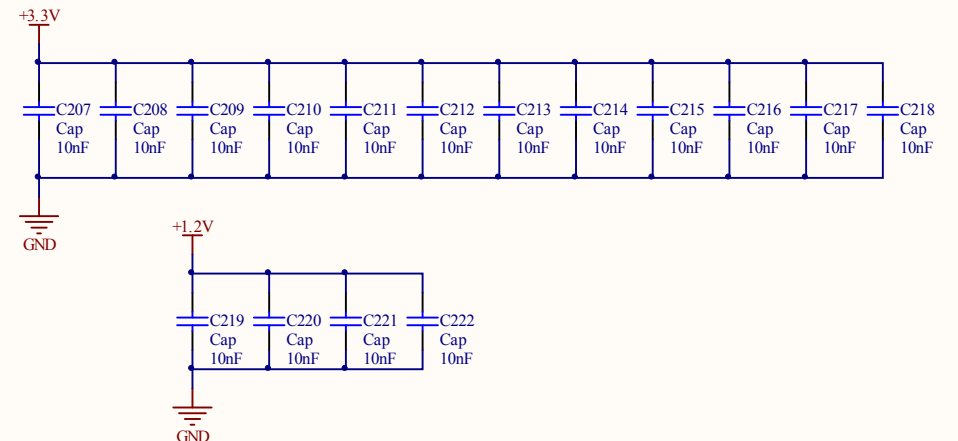 +3.3V
C207 C208 C209 C210 C211 C212 C213 C214 C215 C216 C217 C218
Cap Cap Cap Cap Cap Cap Cap Cap Cap Cap Cap Cap
10nF 10nF 10nF 10nF 10nF 10nF 10nF 10nF 10nF 10nF 10nF 10nF
GND
+1.2V
C219 C220 C221 C222
Cap Cap Cap Cap
10nF 10nF 10nF 10nF
GND